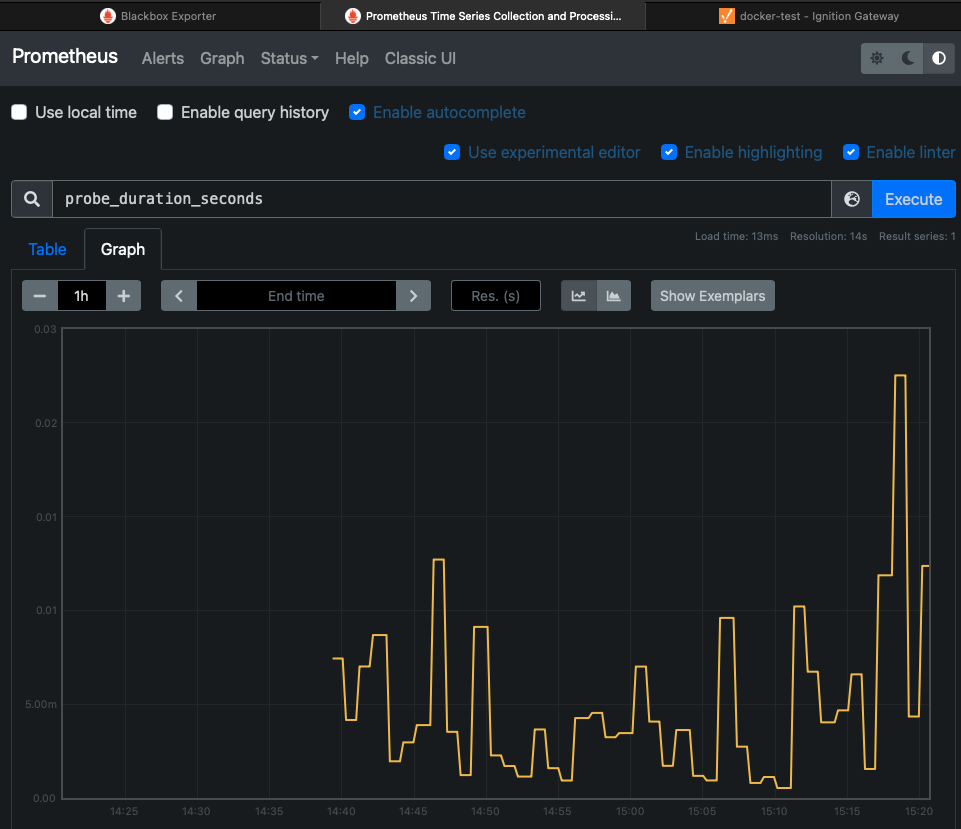 Blackbox Exporter
Prometheus Time Series Collection and Processi...
docker-test - Ignition Gateway
Prometheus Alerts Graph Status Help Classic UI
Use local time Enable query history Enable autocomplete
Use experimental editor Enable highlighting Enable linter
probe_duration_seconds Execute
Load time: 13ms Resolution: 14s Result series: 1
Table Graph
1h End time Res. (s) Show Exemplars
0.03
0.02
0.01
0.01
5.00m
0.00
14:25 14:30 14:35 14:40 14:45 14:50 14:55 15:00 15:05 15:10 15:15 15:20